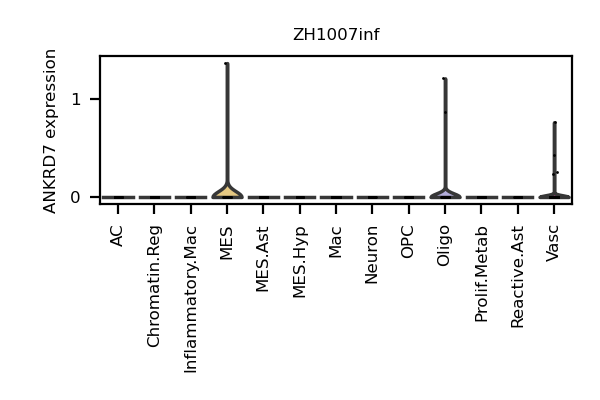 ZH1007inf
ANKRD7 expression
1
0
AC
Chromatin.Reg
Inflammatory.Mac
MES
MES.Ast
MES.Hyp
Mac
Neuron
OPC
Oligo
Prolif.Metab
Reactive.Ast
Vasc